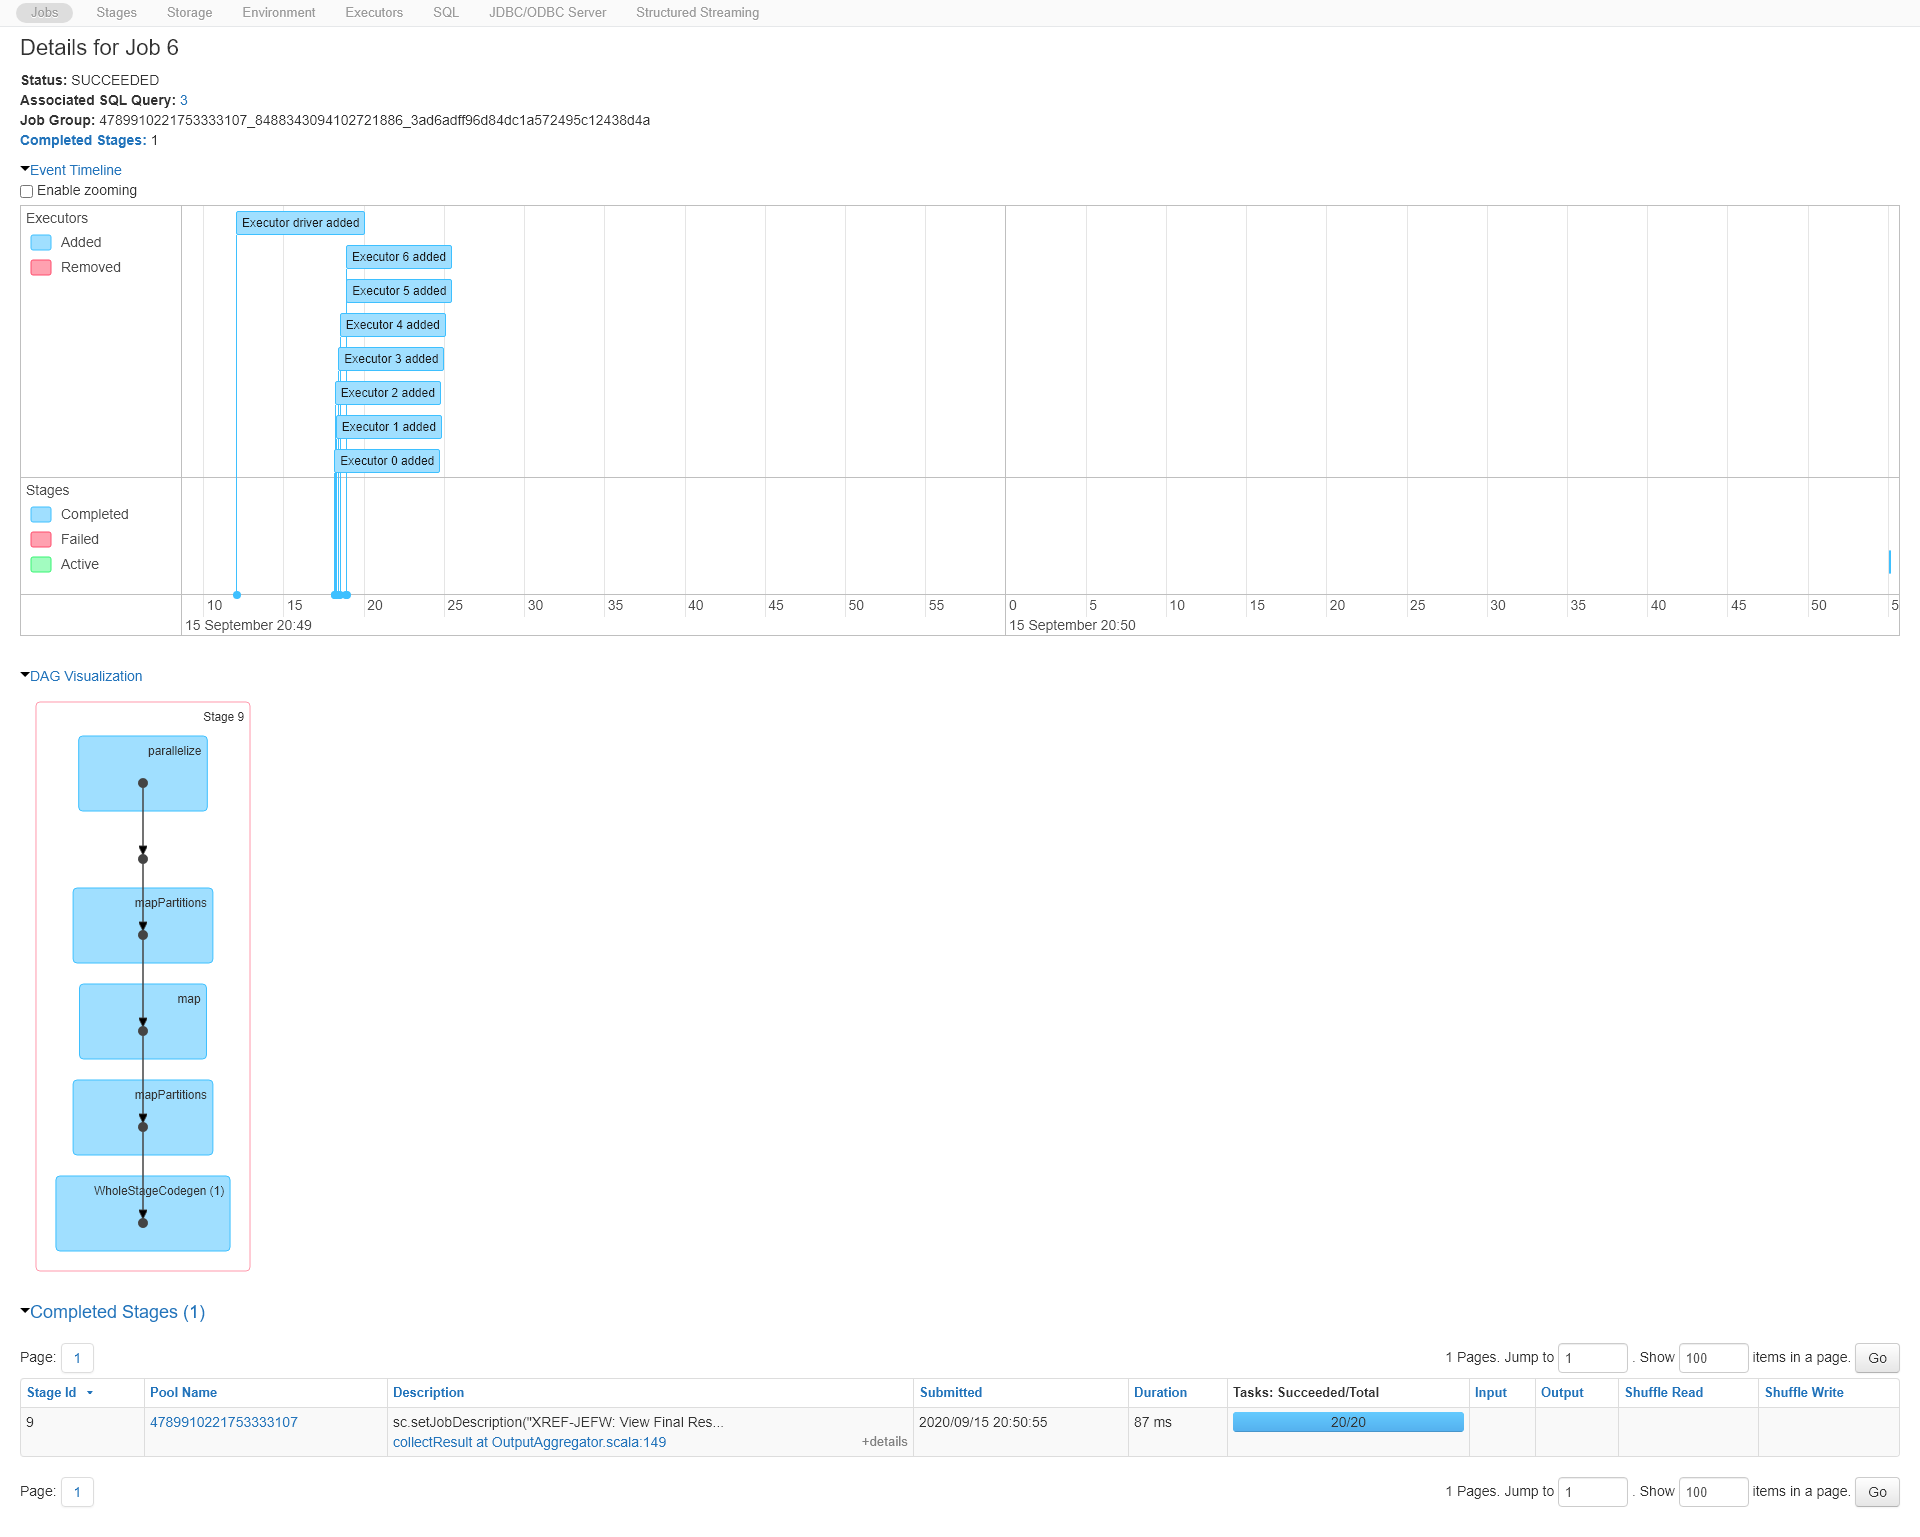 Jobs Stages Storage Environment Executors SQL JDBC/ODBC Server Structured Streaming
Details for Job 6
Status: SUCCEEDED
Associated SQL Query: 3
Job Group: 4789910221753333107_8488343094102721886_3ad6adff96d84dc1a572495c12438d4a
Completed Stages: 1
Event Timeline
Enable zooming
Executors
Added
Removed
Executor driver added
Executor 6 added
Executor 5 added
Executor 4 added
Executor 3 added
Executor 2 added
Executor 1 added
Executor 0 added
Stages
Completed
Failed
Active
10 15 20 25 30 35 40 45 50 55 0 5 10 15 20 25 30 35 40 45 50 5
15 September 20:49 15 September 20:50
DAG Visualization
Stage 9
parallelize
mapPartitions
map
mapPartitions
WholeStageCodegen (1)
Completed Stages (1)
Page: 1 1 Pages. Jump to 1 . Show 100 items in a page. Go
Stage Id Pool Name Description Submitted Duration Tasks: Succeeded/Total Input Output Shuffle Read Shuffle Write
9 4789910221753333107 sc.setJobDescription("XREF-JEFW: View Final Res... 2020/09/15 20:50:55 87 ms 20/20
collectResult at OutputAggregator.scala:149 +details
Page: 1 1 Pages. Jump to 1 . Show 100 items in a page. Go